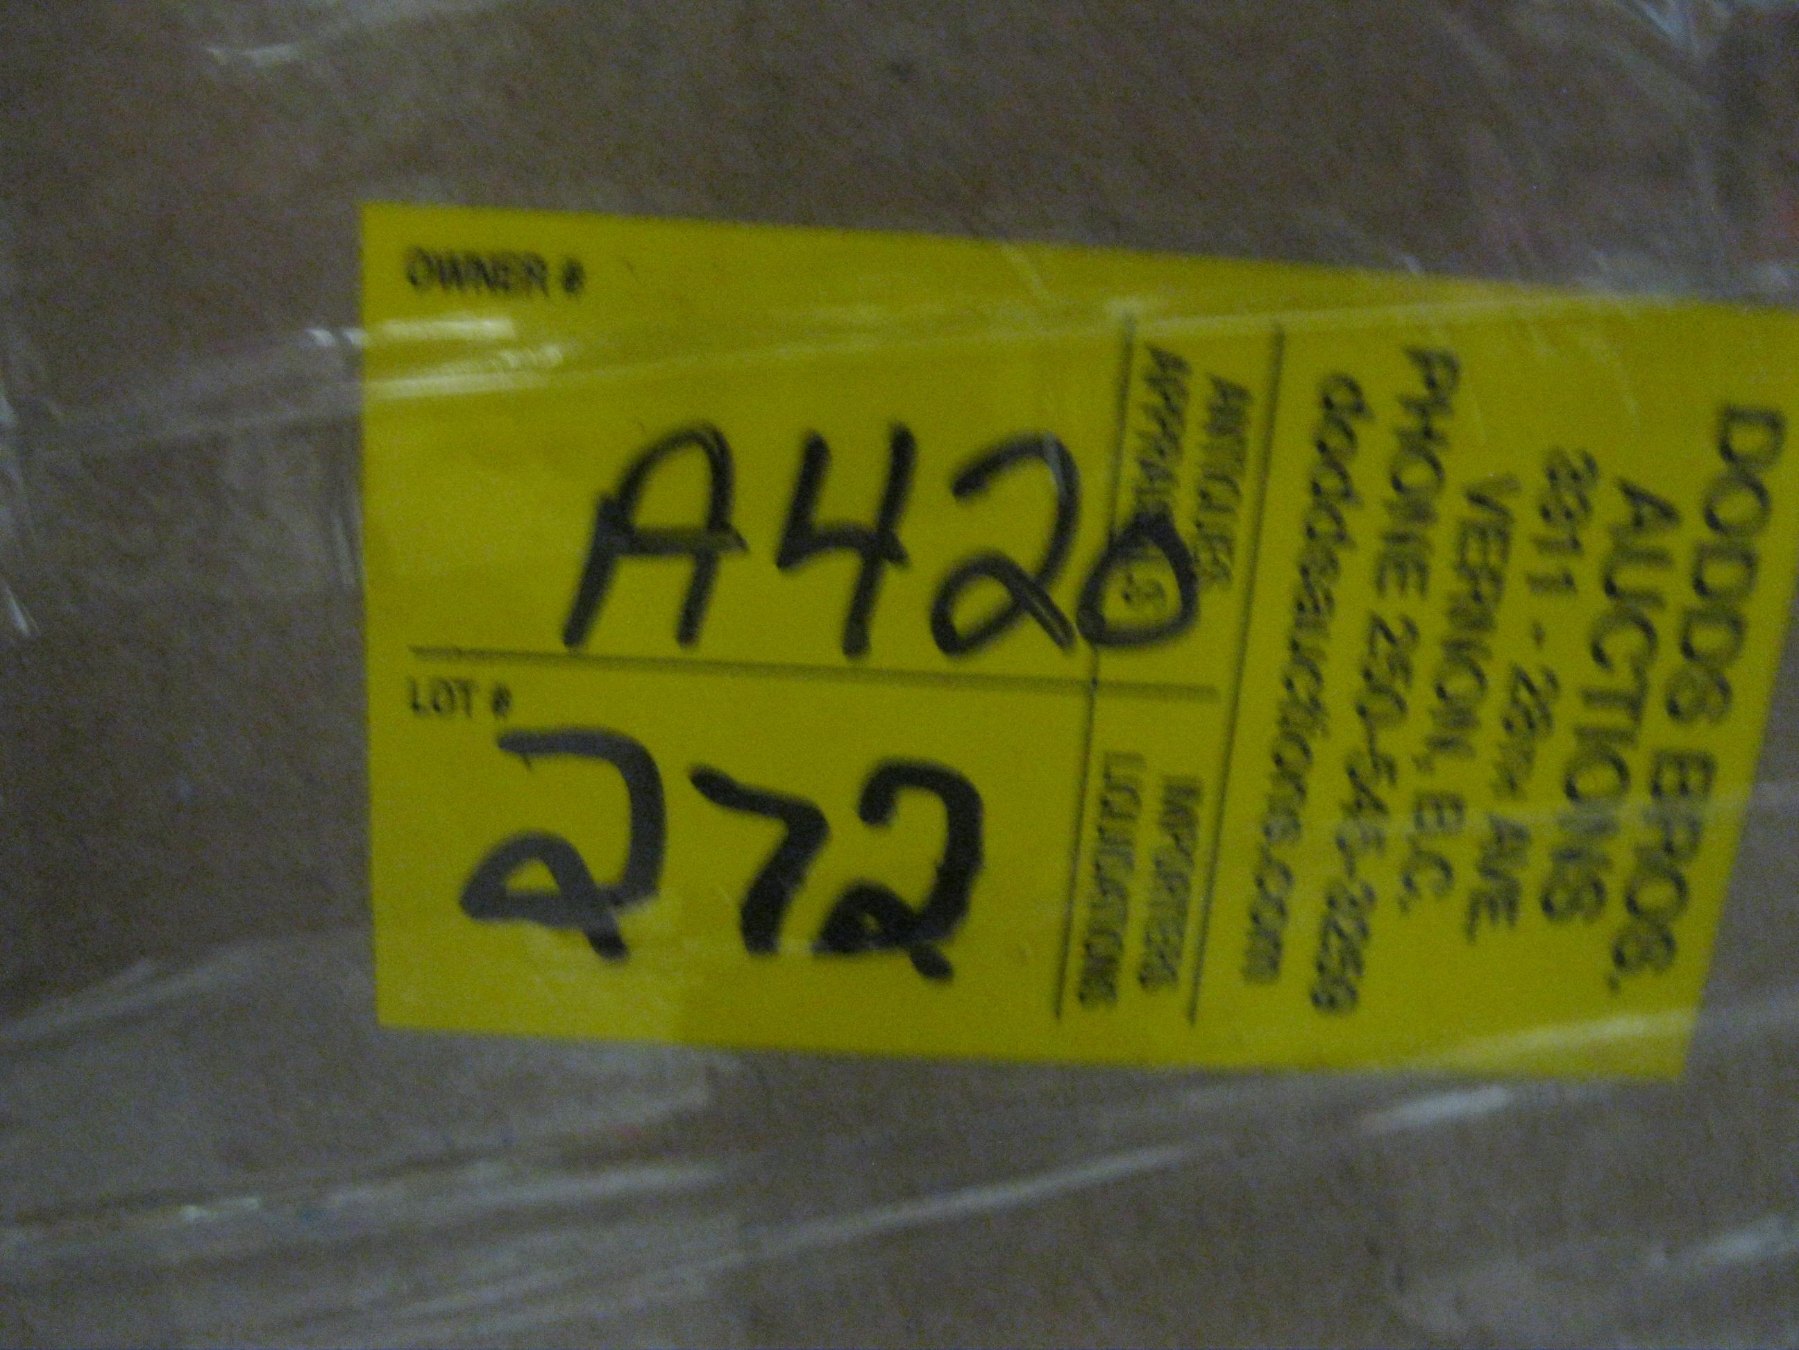 OWNER #
A420
LOT #
272
ANTIQUES
APPRAISALS
IMPORTERS
LIQUIDATIONS
DODDS BROS.
AUCTIONS
3311 - 28TH AVE.
VERNON, B.C.
PHONE 250-545-3259
doddsauctions.com